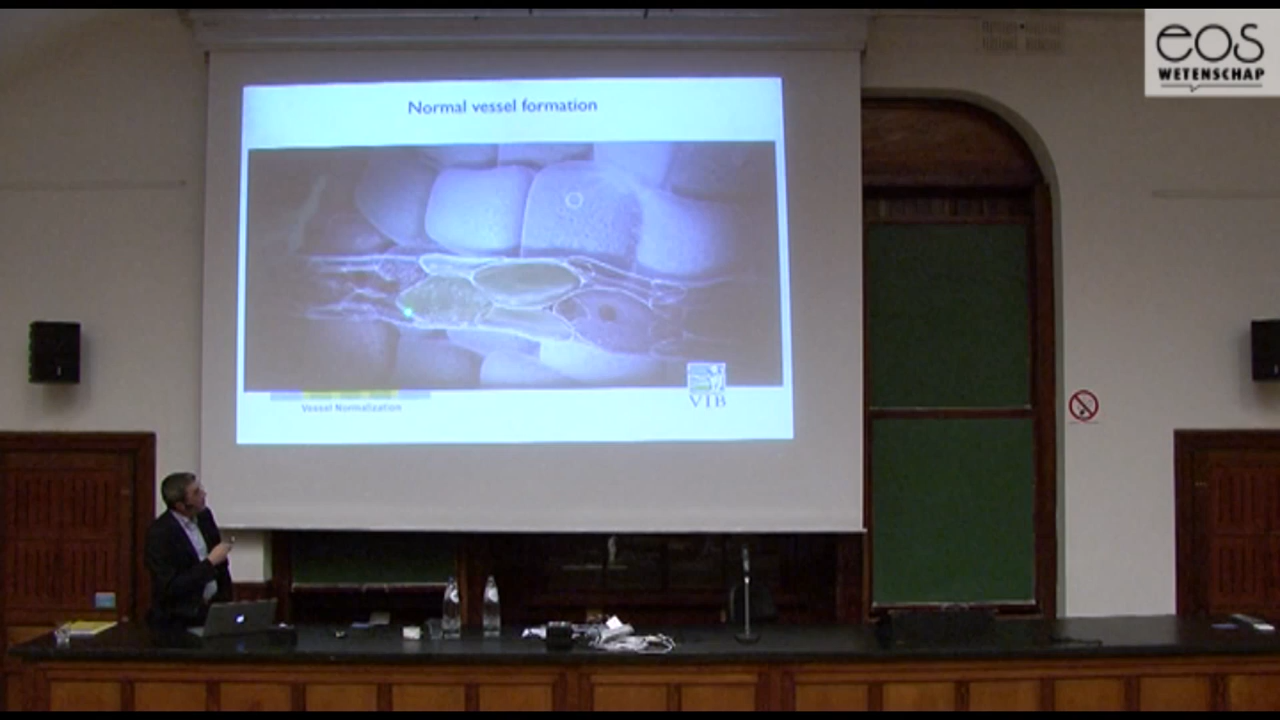 eos
WETENSCHAP
Normal vessel formation
Vessel Normalization
VIB